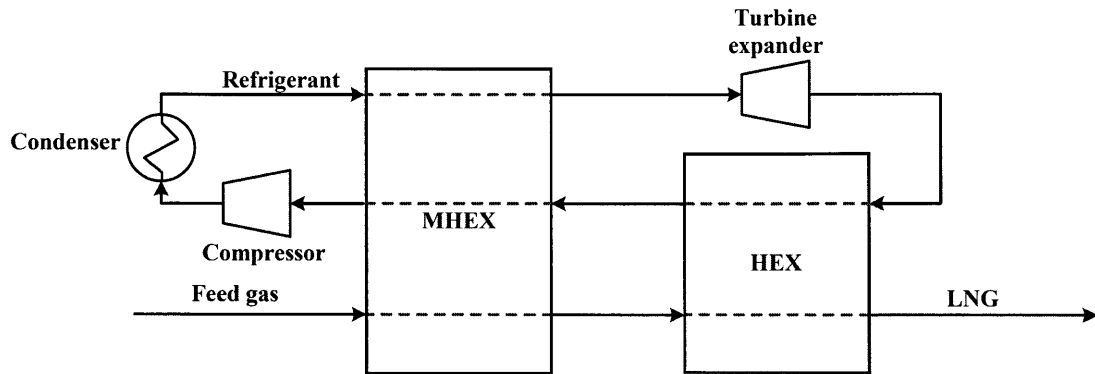 Turbine
expander
Refrigerant
Condenser
MHEX
Compressor
HEX
Feed gas
LNG